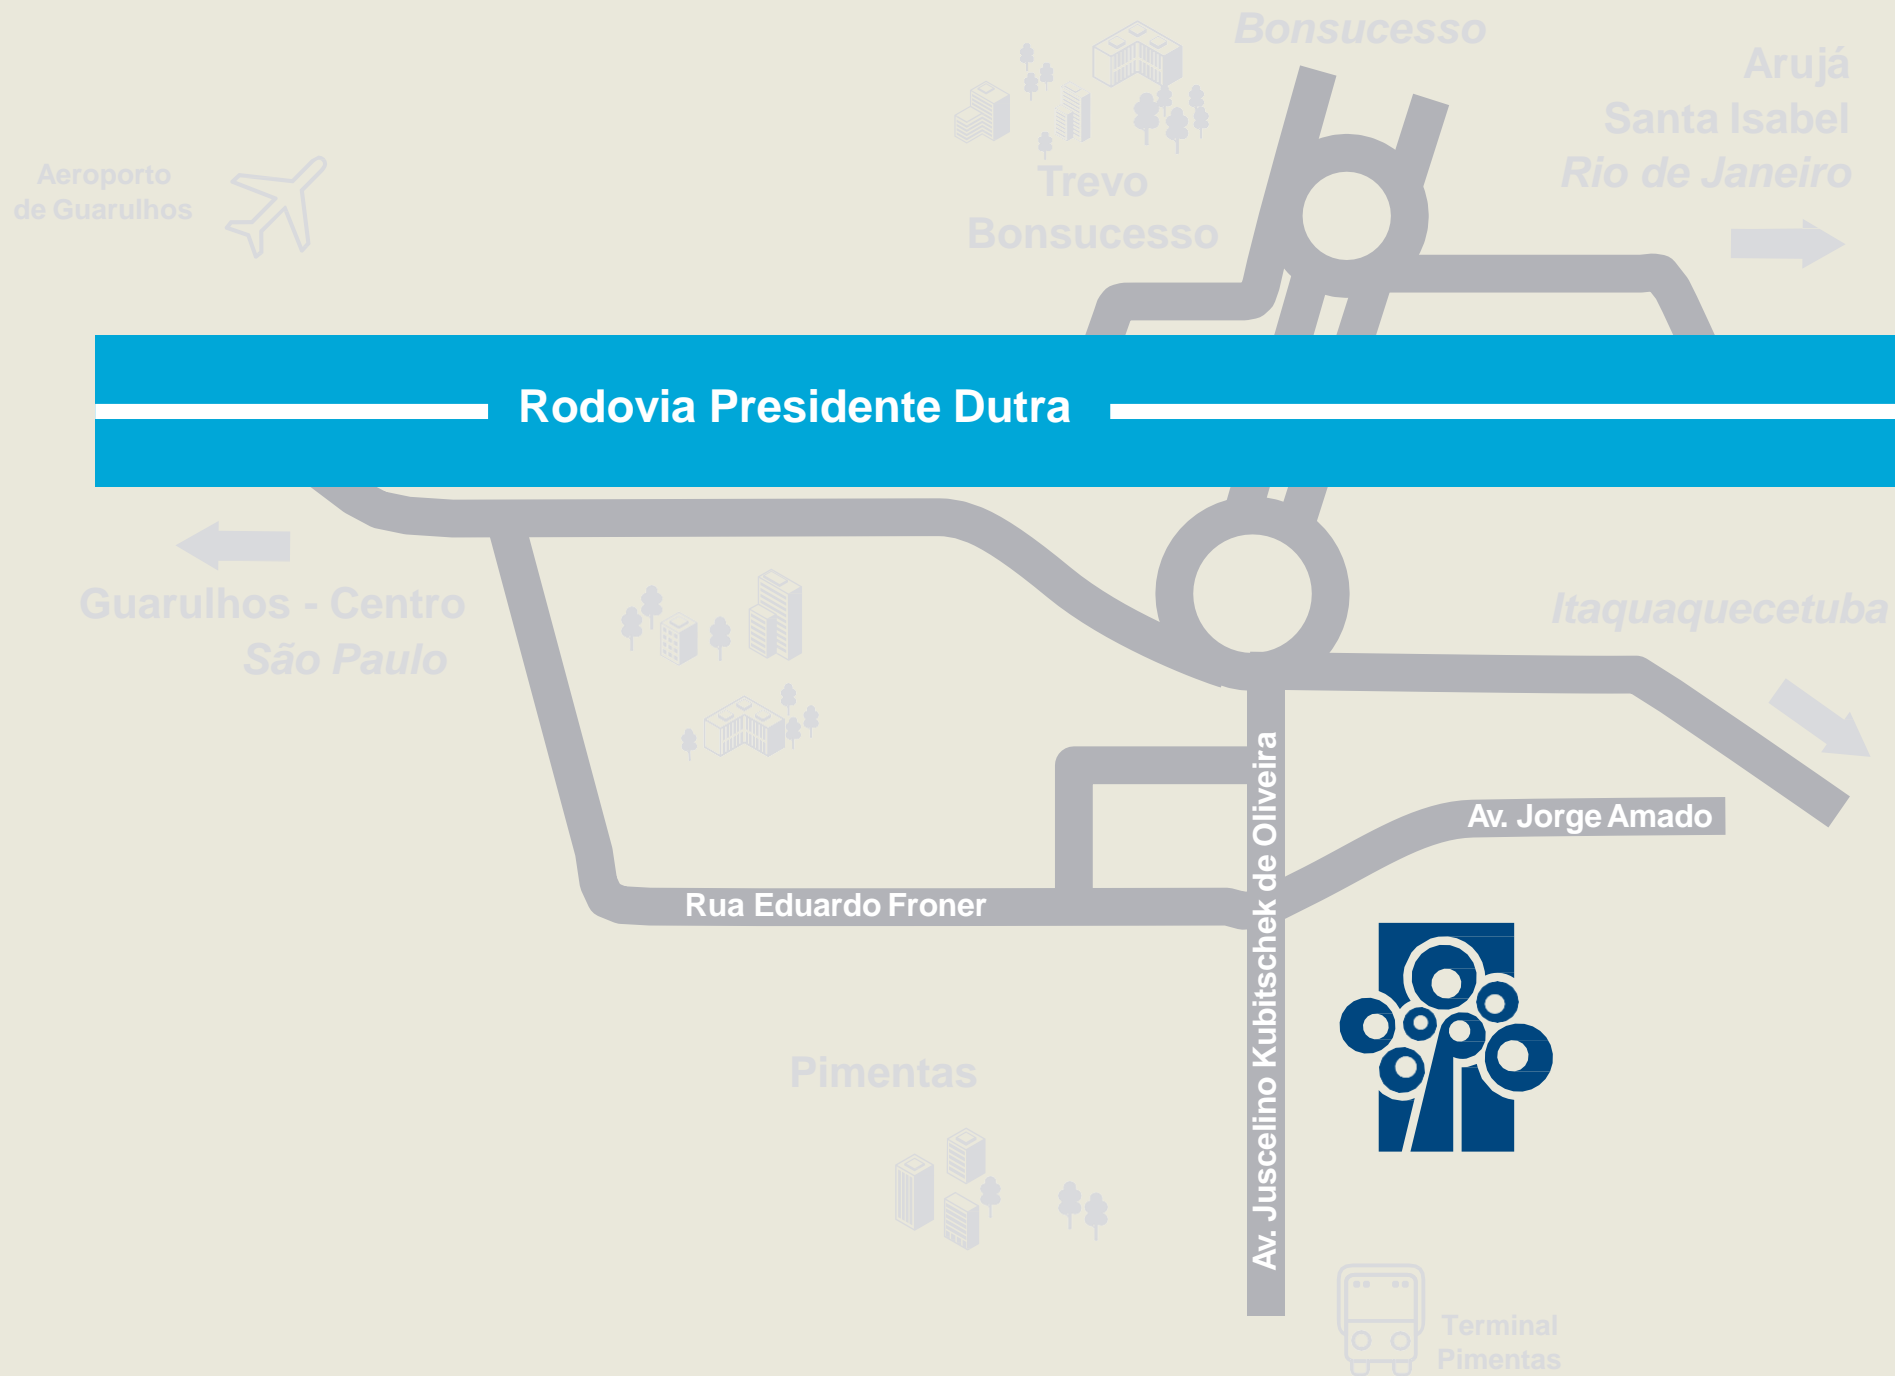 Bonsucesso
Arujá
Santa Isabel
Rio de Janeiro
Aeroporto
de Guarulhos
Trevo
Bonsucesso
Rodovia Presidente Dutra
Guarulhos - Centro
São Paulo
Itaquaquecetuba
Av. Juscelino Kubitschek de Oliveira
Av. Jorge Amado
Rua Eduardo Froner
Pimentas
Terminal
Pimentas